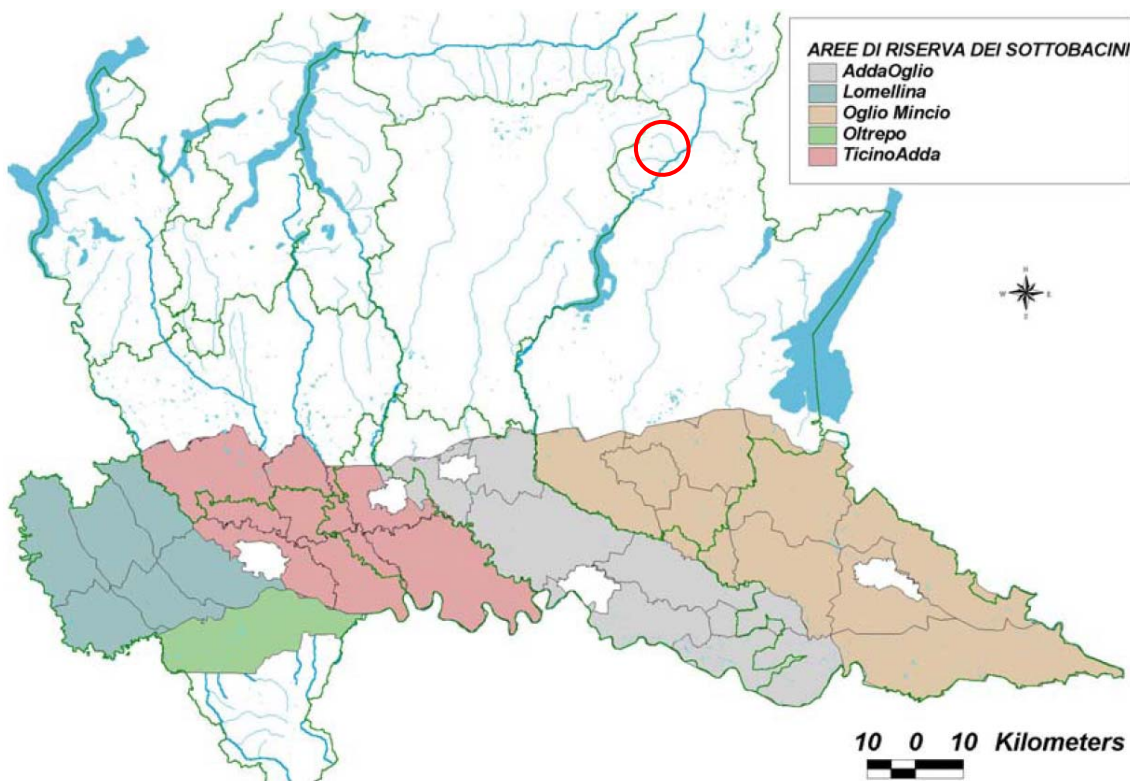 AREE DI RISERVA DEI SOTTOBACINI
AddaOglio
Lomellina
Oglio Mincio
Oltrepo
TicinoAdda
N
W E
S
10 0 10 Kilometers